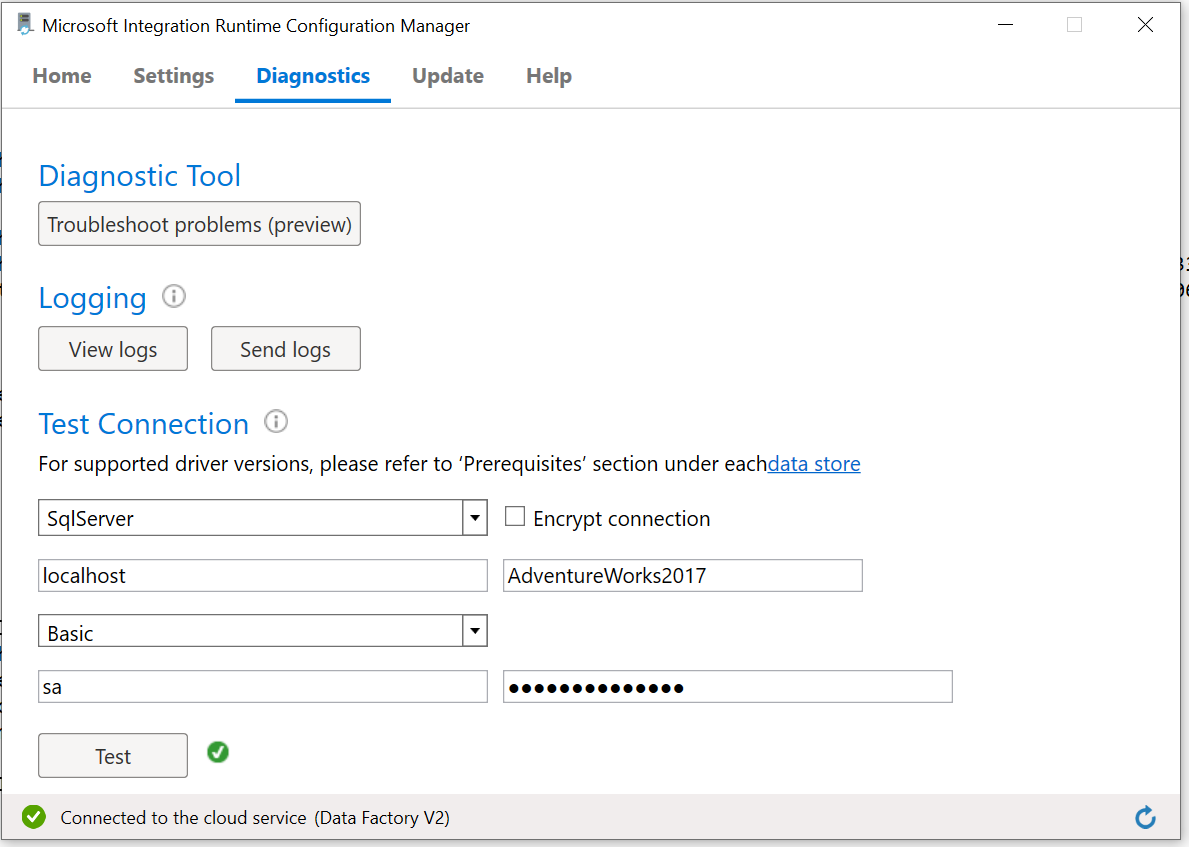 Microsoft Integration Runtime Configuration Manager
Home Settings Diagnostics Update Help
Diagnostic Tool
Troubleshoot problems (preview)
Logging
View logs Send logs
Test Connection
For supported driver versions, please refer to ‘Prerequisites’ section under eachdata store
SqlServer Encrypt connection
localhost AdventureWorks2017
Basic
sa ••••••••••••••
Test
Connected to the cloud service (Data Factory V2)